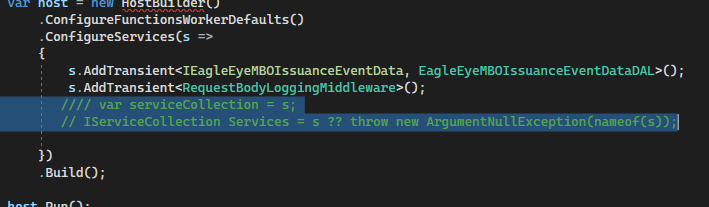 var host = new HostBuilder()
.ConfigureFunctionsWorkerDefaults()
.ConfigureServices(s =>
{
s.AddTransient<IEagleEyeMBOIssuanceEventData, EagleEyeMBOIssuanceEventDataDAL>();
s.AddTransient<RequestBodyLoggingMiddleware>();
//// var serviceCollection = s;
// IServiceCollection Services = s ?? throw new ArgumentNullException(nameof(s));
})
.Build();
host.Run();